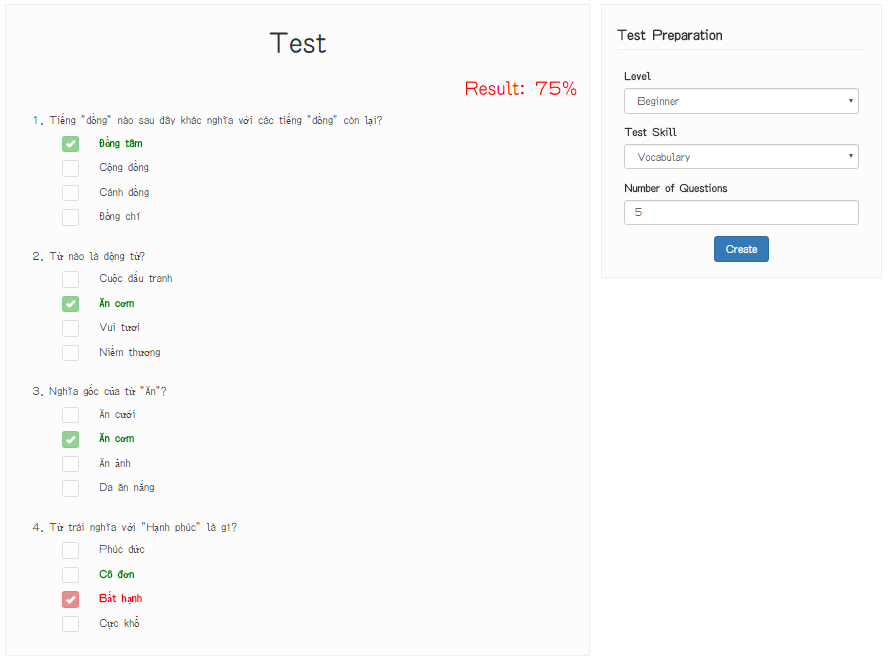 Test
Result: 75%
1. Tiếng "đồng" nào sau đây khác nghĩa với các tiếng "đồng" còn lại?
Đồng tâm
Cộng đồng
Cánh đồng
Đồng chí
2. Từ nào là động từ?
Cuộc đấu tranh
Ăn cơm
Vui tươi
Niềm thương
3. Nghĩa gốc của từ "Ăn"?
Ăn cưới
Ăn cơm
Ăn ảnh
Da ăn nắng
4. Từ trái nghĩa với "Hạnh phúc" là gì?
Phúc đức
Cô đơn
Bất hạnh
Cực khổ
Test Preparation
Level
Beginner
Test Skill
Vocabulary
Number of Questions
5
Create